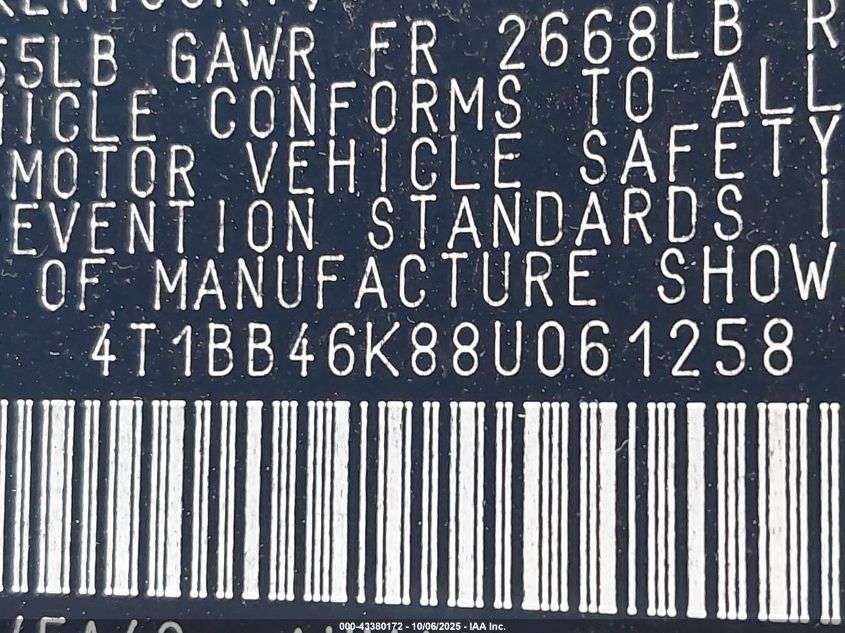 55LB GAWR FR 2668LB R
ICLE CONFORMS TO ALL
MOTOR VEHICLE SAFETY
EVENTION STANDARDS I
OF MANUFACTURE SHOW
4T1BB46K88U061258
000-43380172 - 10/06/2025 - IAA Inc.